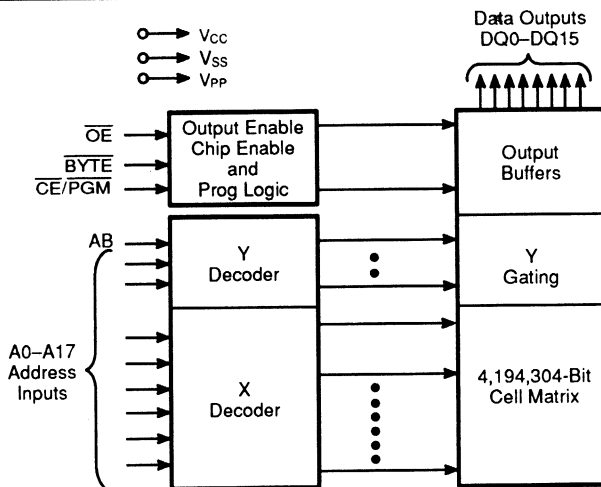 Data Outputs
DQ0–DQ15
VCC
VSS
VPP
OE
BYTE
CE/PGM
Output Enable
Chip Enable
and
Prog Logic
Output
Buffers
AB
Y
Decoder
Y
Gating
A0–A17
Address
Inputs
X
Decoder
4,194,304-Bit
Cell Matrix